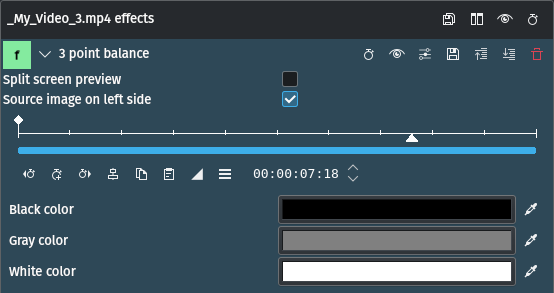 _My_Video_3.mp4 effects
f
3 point balance
Split screen preview
Source image on left side
00:00:07:18
Black color
Gray color
White color